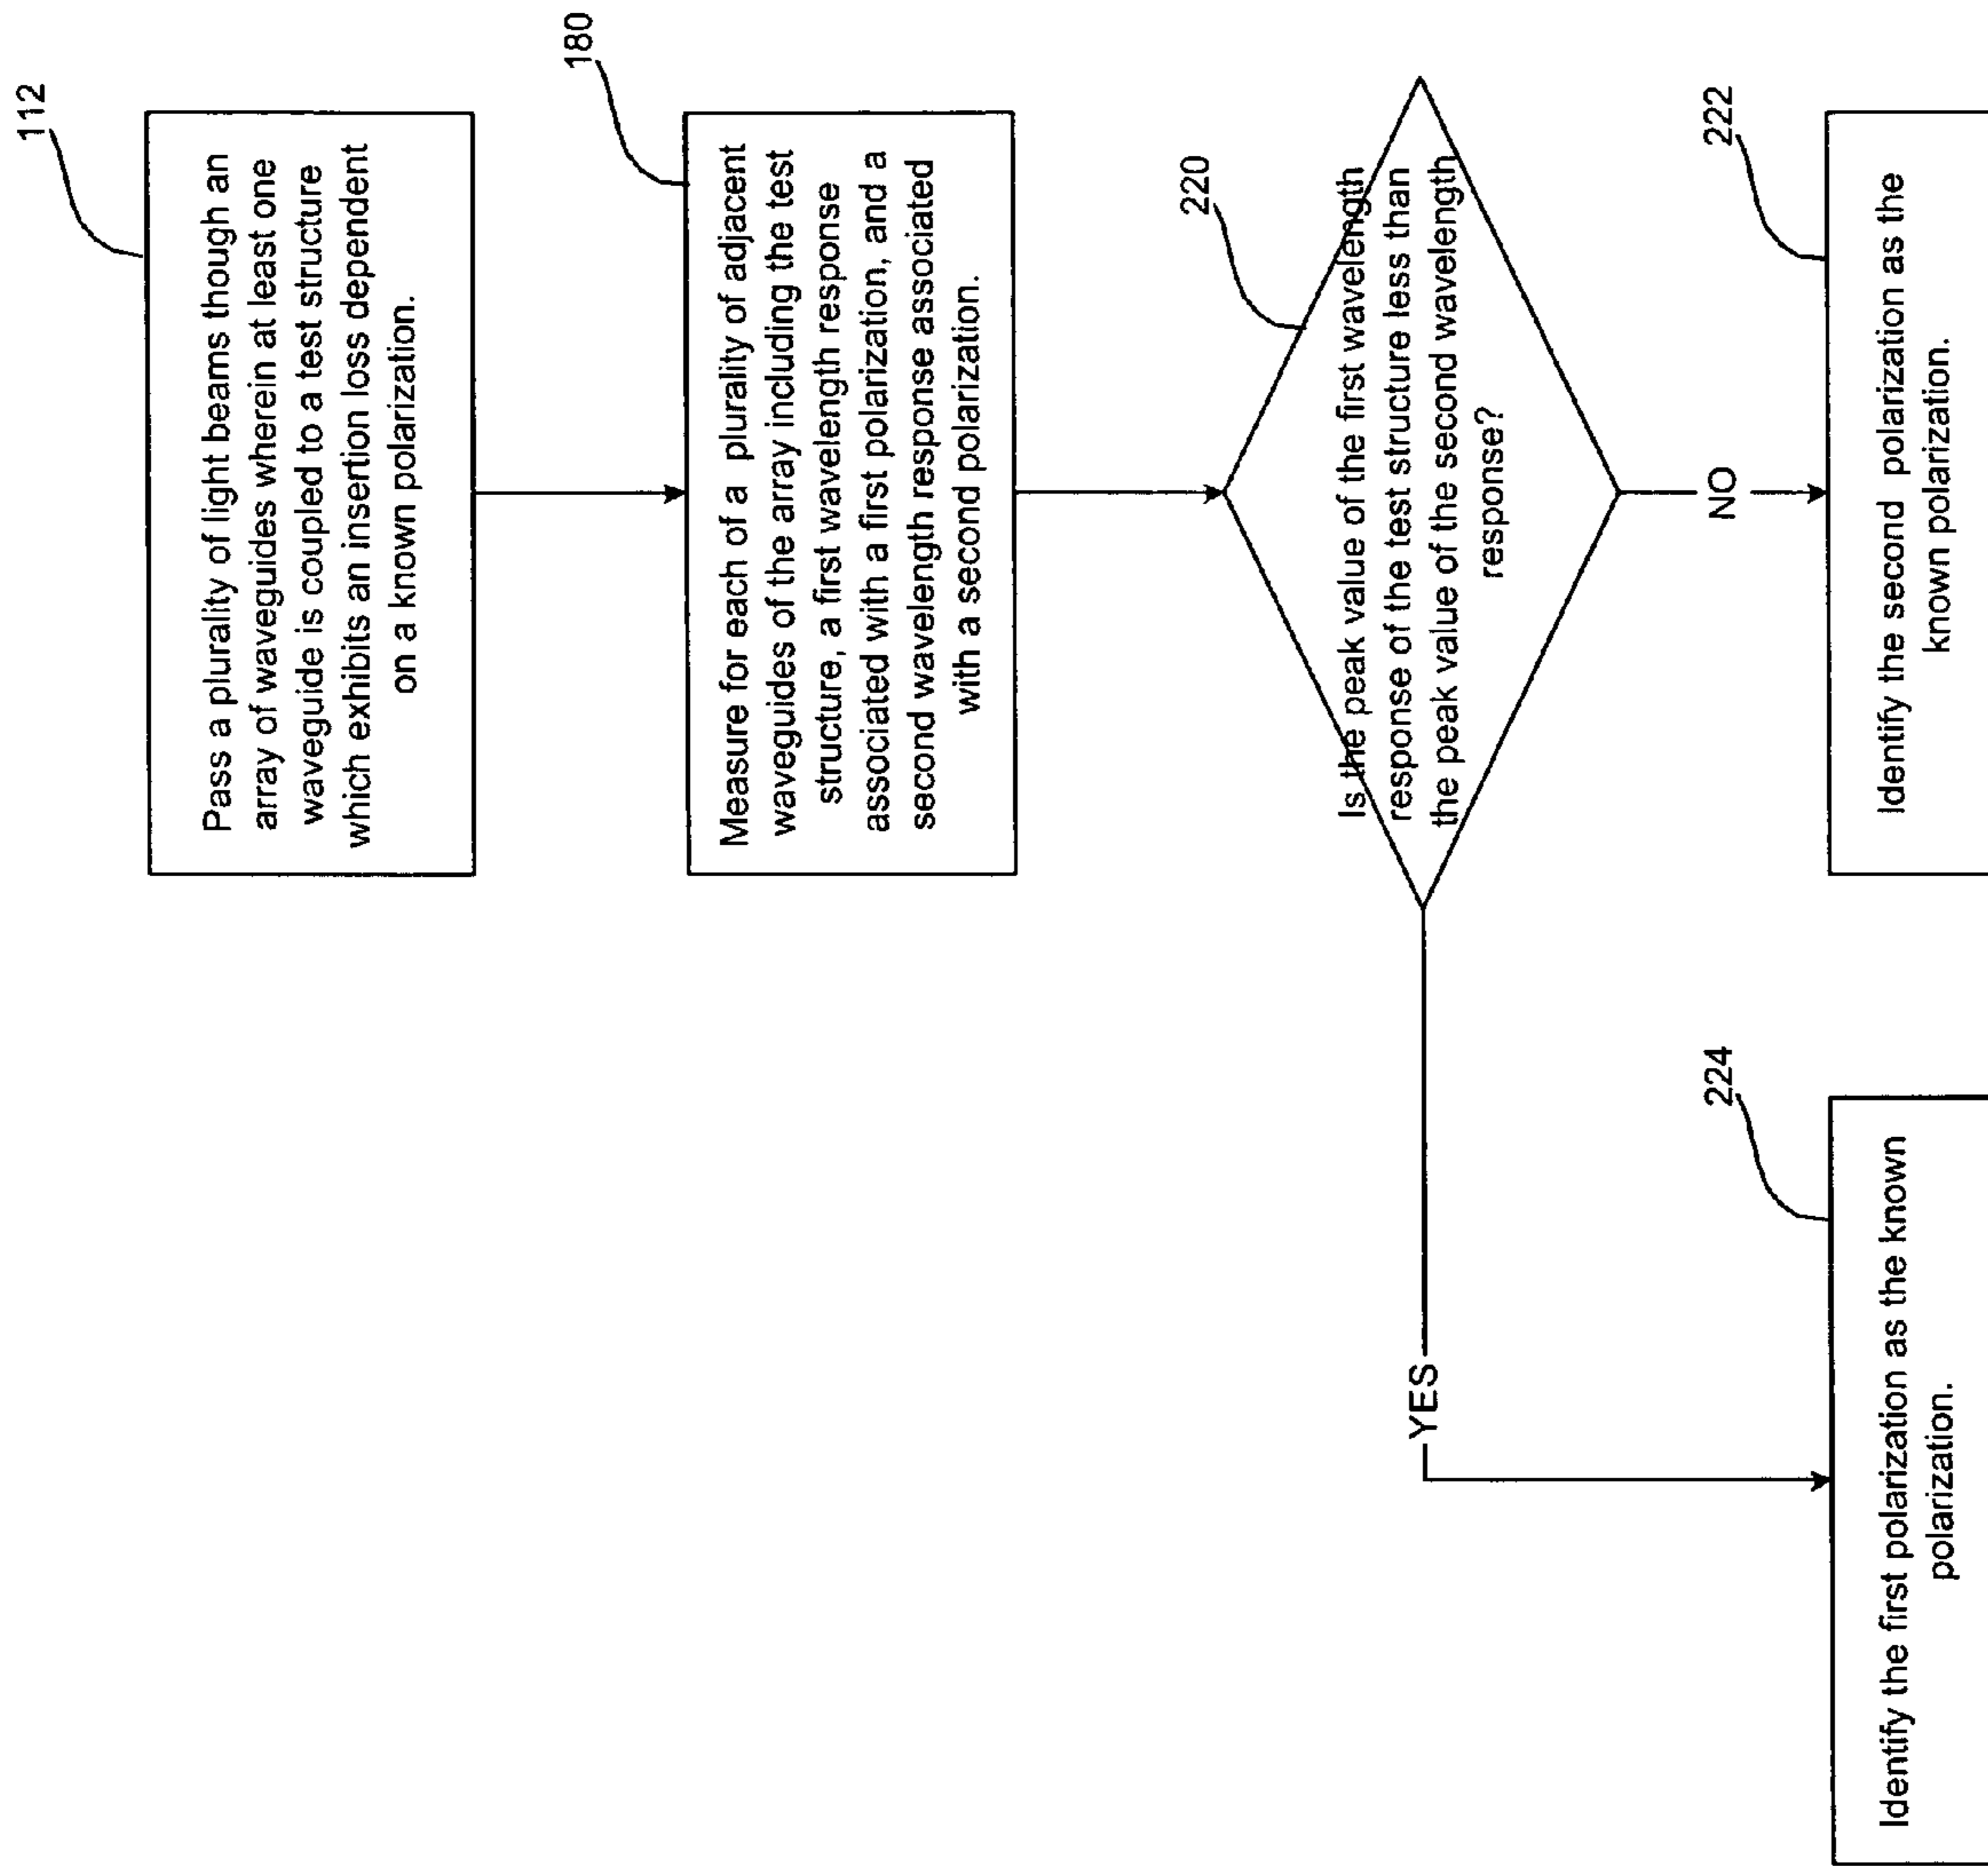 112
Pass a plurality of light beams though an
array of waveguides wherein at least one
waveguide is coupled to a test structure
which exhibits an insertion loss dependent
on a known polarization.
180
Measure for each of a plurality of adjacent
waveguides of the array including the test
structure, a first wavelength response
associated with a first polarization, and a
second wavelength response associated
with a second polarization.
220
Is the peak value of the first wavelength
response of the test structure less than
the peak value of the second wavelength
response?
YES
NO
224
Identify the first polarization as the known
polarization.
222
Identify the second polarization as the
known polarization.